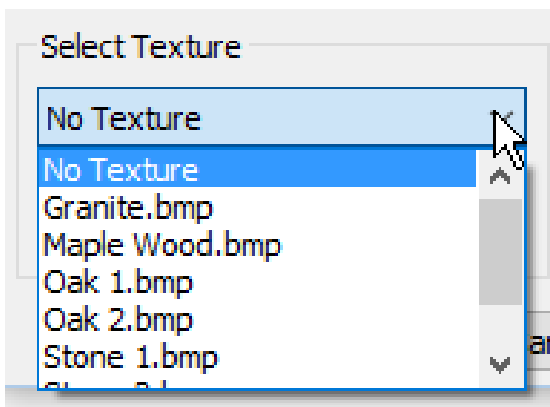 Select Texture
No Texture
No Texture
Granite.bmp
Maple Wood.bmp
Oak 1.bmp
Oak 2.bmp
Stone 1.bmp